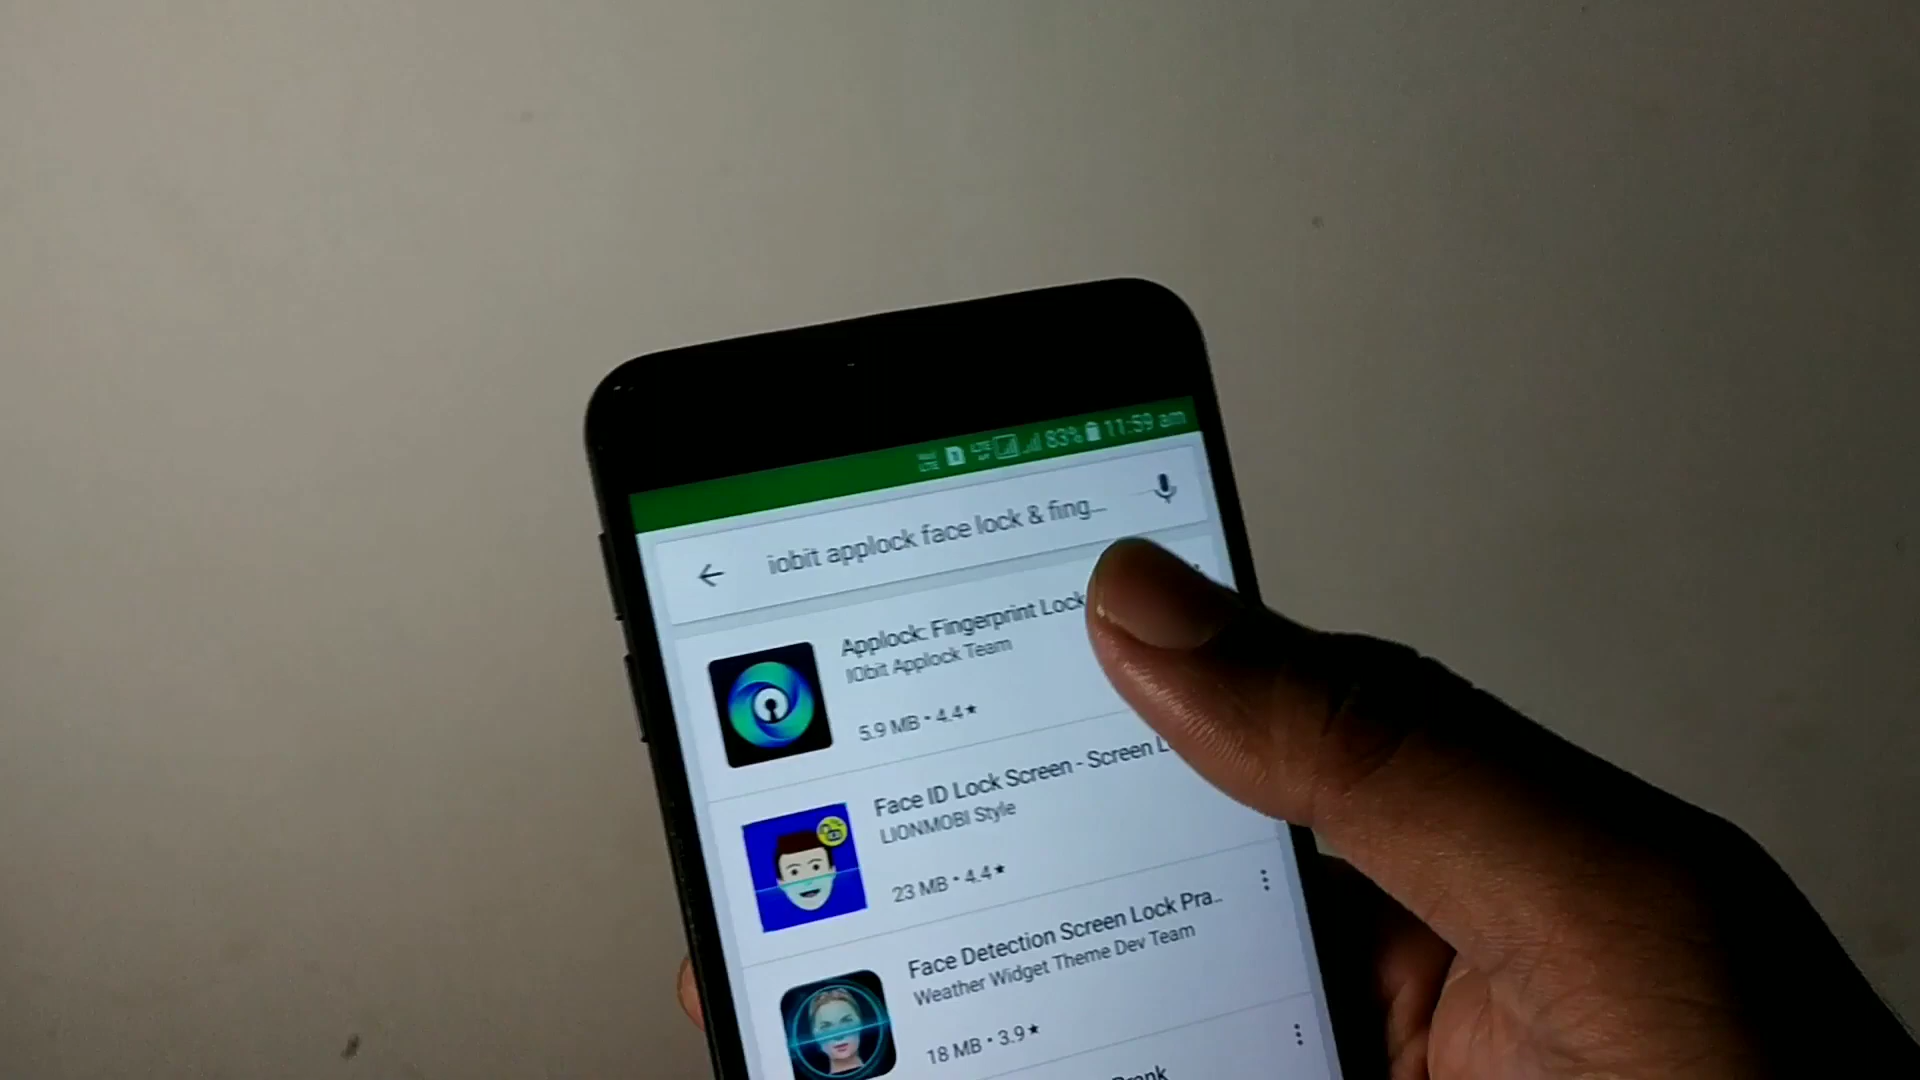 83% 11:59 am
iobit applock face lock & fing...
Applock: Fingerprint Lock
IObit Applock Team
5.9 MB • 4.4★
Face ID Lock Screen - Screen L
LIONMOBI Style
23 MB • 4.4★
Face Detection Screen Lock Pra..
Weather Widget Theme Dev Team
18 MB • 3.9★
Prank